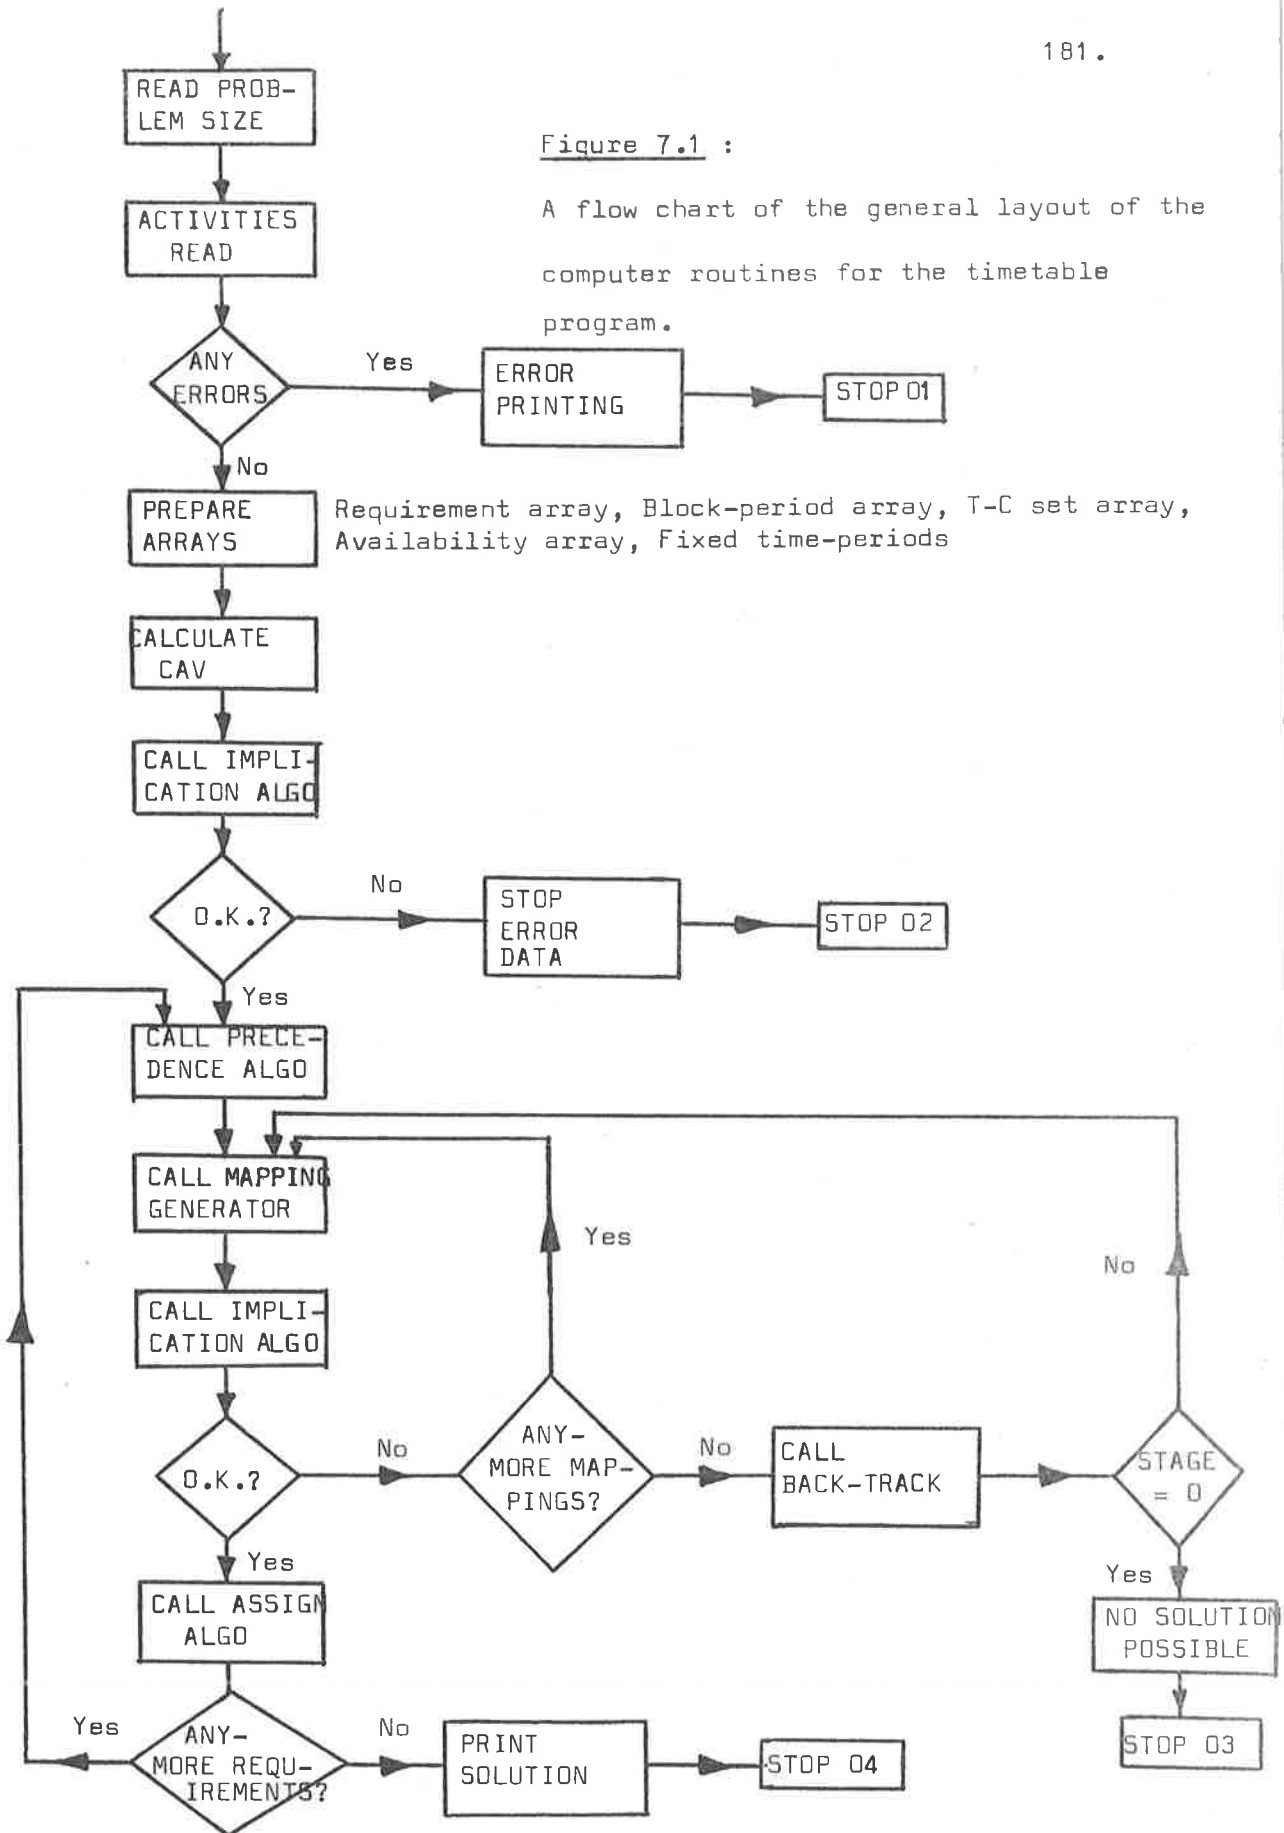 181.
READ PROB-
LEM SIZE
Figure 7.1 :
A flow chart of the general layout of the
computer routines for the timetable
program.
ACTIVITIES
READ
ANY
ERRORS
Yes
ERROR
PRINTING
STOP 01
No
PREPARE
ARRAYS
Requirement array, Block-period array, T-C set array,
Availability array, Fixed time-periods
CALCULATE
CAV
CALL IMPLI-
CATION ALGO
O.K.?
No
STOP
ERROR
DATA
STOP 02
Yes
CALL PRECE-
DENCE ALGO
CALL MAPPING
GENERATOR
Yes
No
CALL IMPLI-
CATION ALGO
O.K.?
No
ANY-
MORE MAP-
PINGS?
No
CALL
BACK-TRACK
STAGE
= 0
Yes
CALL ASSIGN
ALGO
Yes
NO SOLUTION
POSSIBLE
STOP 03
Yes
ANY-
MORE REQU-
IREMENTS?
No
PRINT
SOLUTION
STOP 04